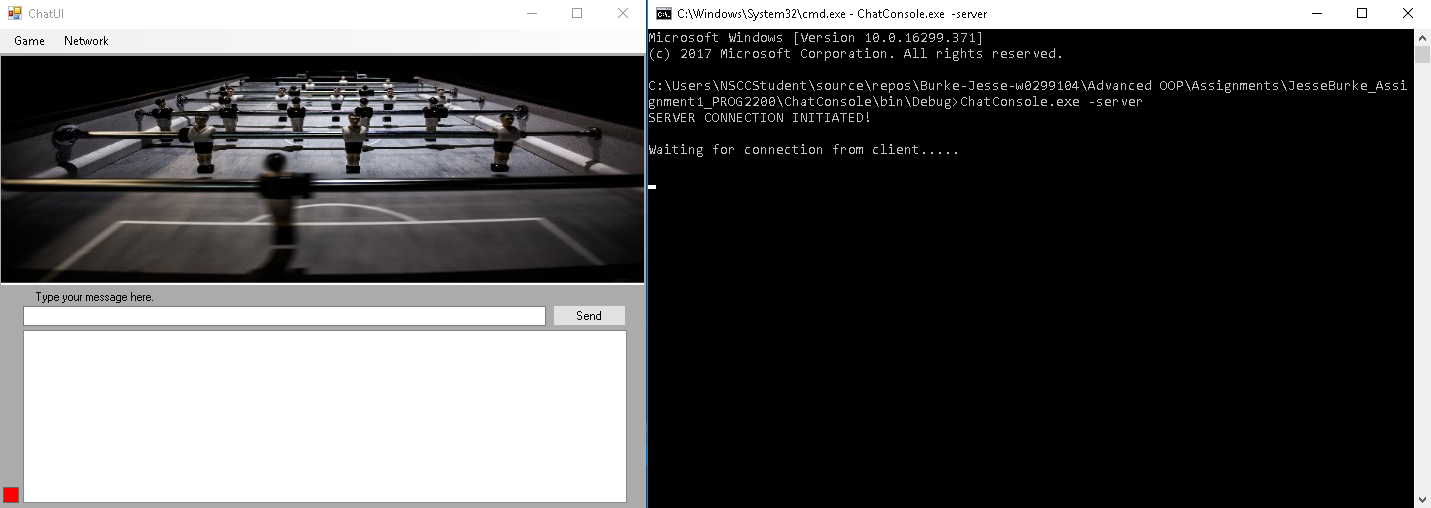 ChatUI
Game Network
Type your message here.
Send
C:\Windows\System32\cmd.exe - ChatConsole.exe -server
Microsoft Windows [Version 10.0.16299.371]
(c) 2017 Microsoft Corporation. All rights reserved.
C:\Users\NSCCStudent\source\repos\Burke-Jesse-w0299104\Advanced OOP\Assignments\JesseBurke_Assi
gnment1_PROG2200\ChatConsole\bin\Debug>ChatConsole.exe -server
SERVER CONNECTION INITIATED!
Waiting for connection from client.....